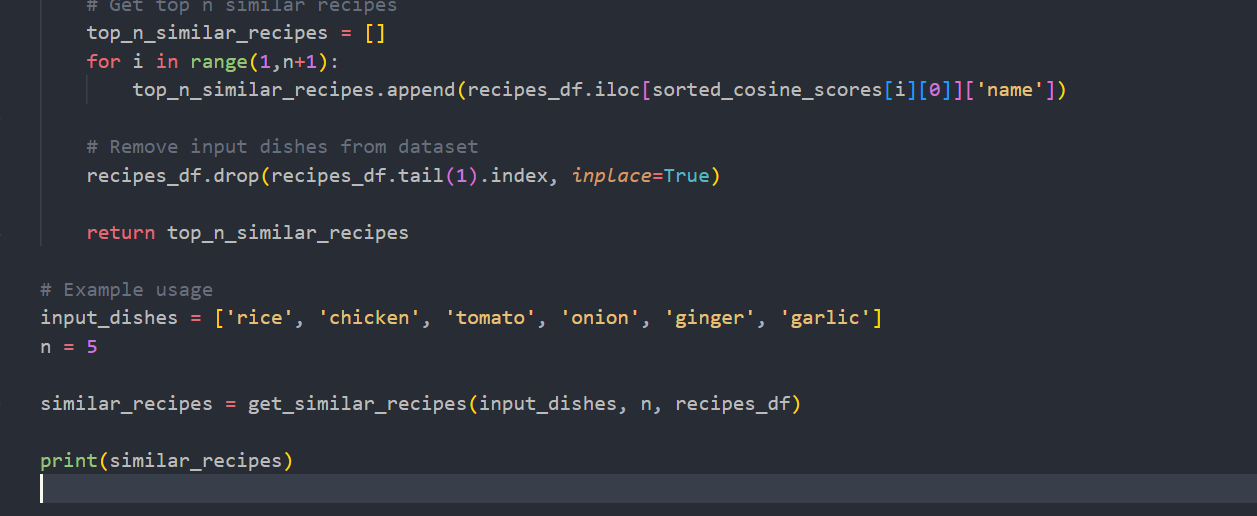 # Get top n similar recipes
top_n_similar_recipes = []
for i in range(1,n+1):
top_n_similar_recipes.append(recipes_df.iloc[sorted_cosine_scores[i][0]]['name'])
# Remove input dishes from dataset
recipes_df.drop(recipes_df.tail(1).index, inplace=True)
return top_n_similar_recipes
# Example usage
input_dishes = ['rice', 'chicken', 'tomato', 'onion', 'ginger', 'garlic']
n = 5
similar_recipes = get_similar_recipes(input_dishes, n, recipes_df)
print(similar_recipes)